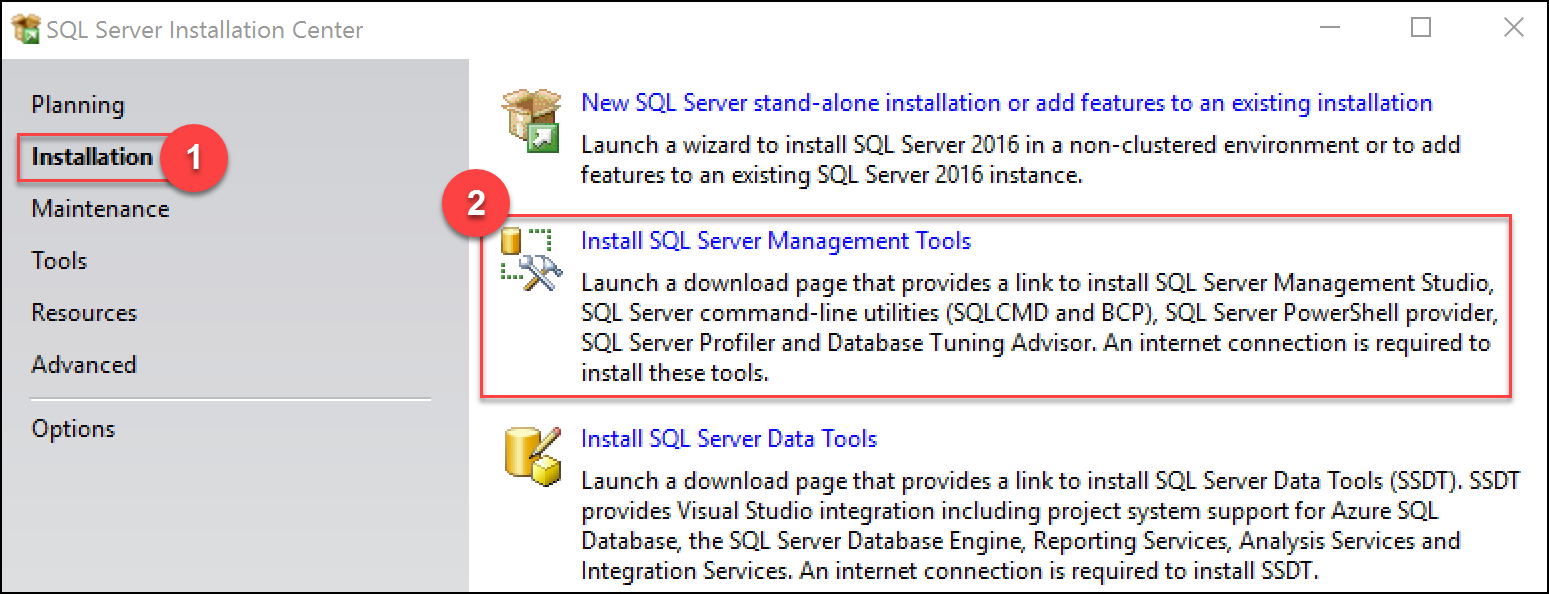 SQL Server Installation Center
Planning
Installation
1
Maintenance
Tools
Resources
Advanced
Options
New SQL Server stand-alone installation or add features to an existing installation
Launch a wizard to install SQL Server 2016 in a non-clustered environment or to add
features to an existing SQL Server 2016 instance.
2
Install SQL Server Management Tools
Launch a download page that provides a link to install SQL Server Management Studio,
SQL Server command-line utilities (SQLCMD and BCP), SQL Server PowerShell provider,
SQL Server Profiler and Database Tuning Advisor. An internet connection is required to
install these tools.
Install SQL Server Data Tools
Launch a download page that provides a link to install SQL Server Data Tools (SSDT). SSDT
provides Visual Studio integration including project system support for Azure SQL
Database, the SQL Server Database Engine, Reporting Services, Analysis Services and
Integration Services. An internet connection is required to install SSDT.